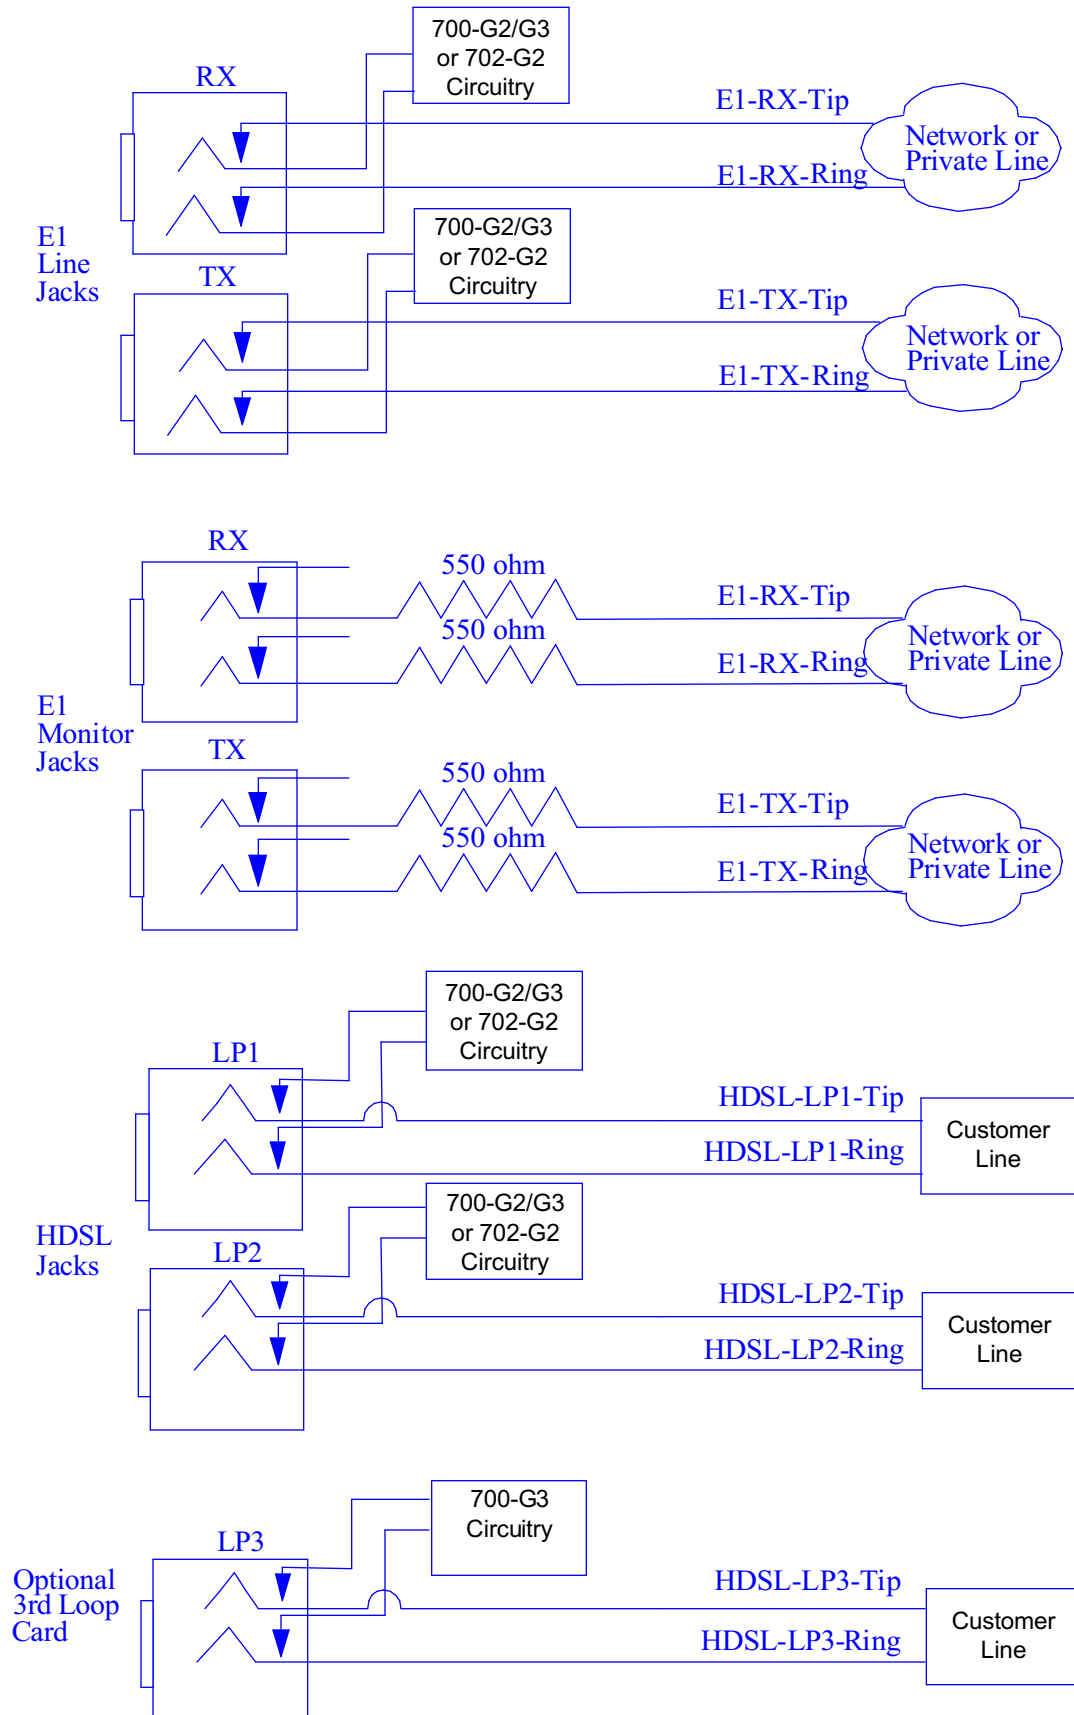 700-G2/G3
or 702-G2
Circuitry
RX
E1-RX-Tip
Network or
Private Line
E1-RX-Ring
E1
Line
Jacks
700-G2/G3
or 702-G2
Circuitry
TX
E1-TX-Tip
Network or
Private Line
E1-TX-Ring
RX
550 ohm
E1-RX-Tip
550 ohm
Network or
Private Line
E1-RX-Ring
E1
Monitor
Jacks
TX
550 ohm
E1-TX-Tip
550 ohm
Network or
Private Line
E1-TX-Ring
700-G2/G3
or 702-G2
Circuitry
LP1
HDSL-LP1-Tip
Customer
Line
HDSL-LP1-Ring
700-G2/G3
or 702-G2
Circuitry
HDSL
Jacks
LP2
HDSL-LP2-Tip
Customer
Line
HDSL-LP2-Ring
700-G3
Circuitry
LP3
Optional
3rd Loop
Card
HDSL-LP3-Tip
Customer
Line
HDSL-LP3-Ring